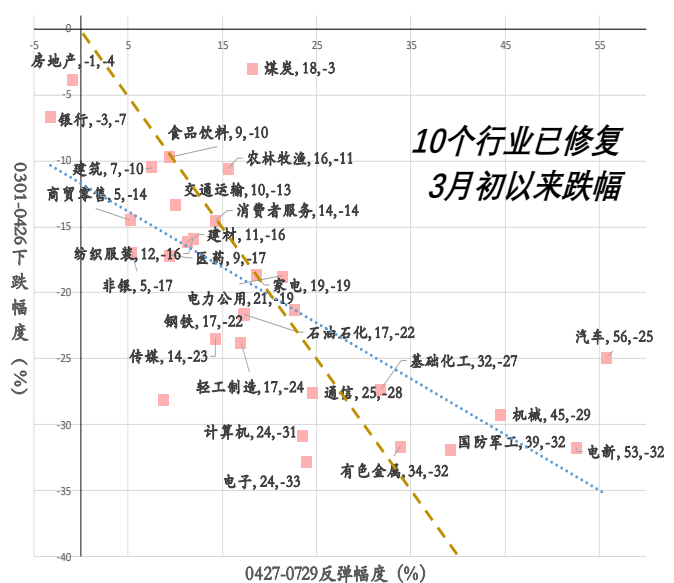 0
-5
5
15
25
35
45
55
房地产, -1, -4
煤炭, 18, -3
-5
银行, -3, -7
食品饮料, 9, -10
10个行业已修复
3月初以来跌幅
-10
建筑, 7, -10
农林牧渔, 16, -11
商贸零售, 5, -14
交通运输, 10, -13
消费者服务, 14, -14
-15
建材, 11, -16
纺织服装, 12, -16
医药, 9, -17
非银, 5, -17
家电, 19, -19
-20
电力公用, 21, -19
钢铁, 17, -22
石油石化, 17, -22
汽车, 56, -25
-25
传媒, 14, -23
基础化工, 32, -27
轻工制造, 17, -24
通信, 25, -28
机械, 45, -29
-30
计算机, 24, -31
国防军工, 39, -32
电新, 53, -32
有色金属, 34, -32
电子, 24, -33
-35
-40
0301-0426下跌幅度（%）
0427-0729反弹幅度（%）